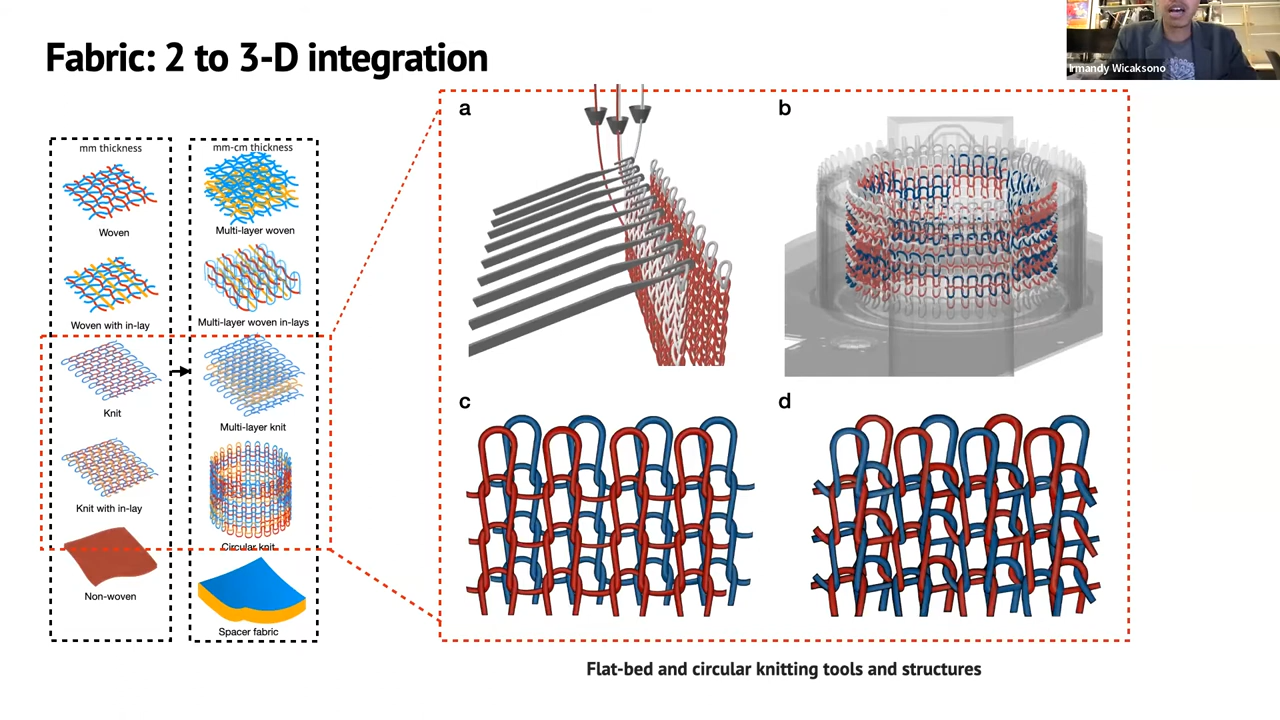 Fabric: 2 to 3-D integration
Irmandy Wicaksono
mm thickness
Woven
Woven with in-lay
Knit
Knit with in-lay
Non-woven
mm-cm thickness
Multi-layer woven
Multi-layer woven in-lays
Multi-layer knit
Circular knit
Spacer fabric
a
b
c
d
Flat-bed and circular knitting tools and structures